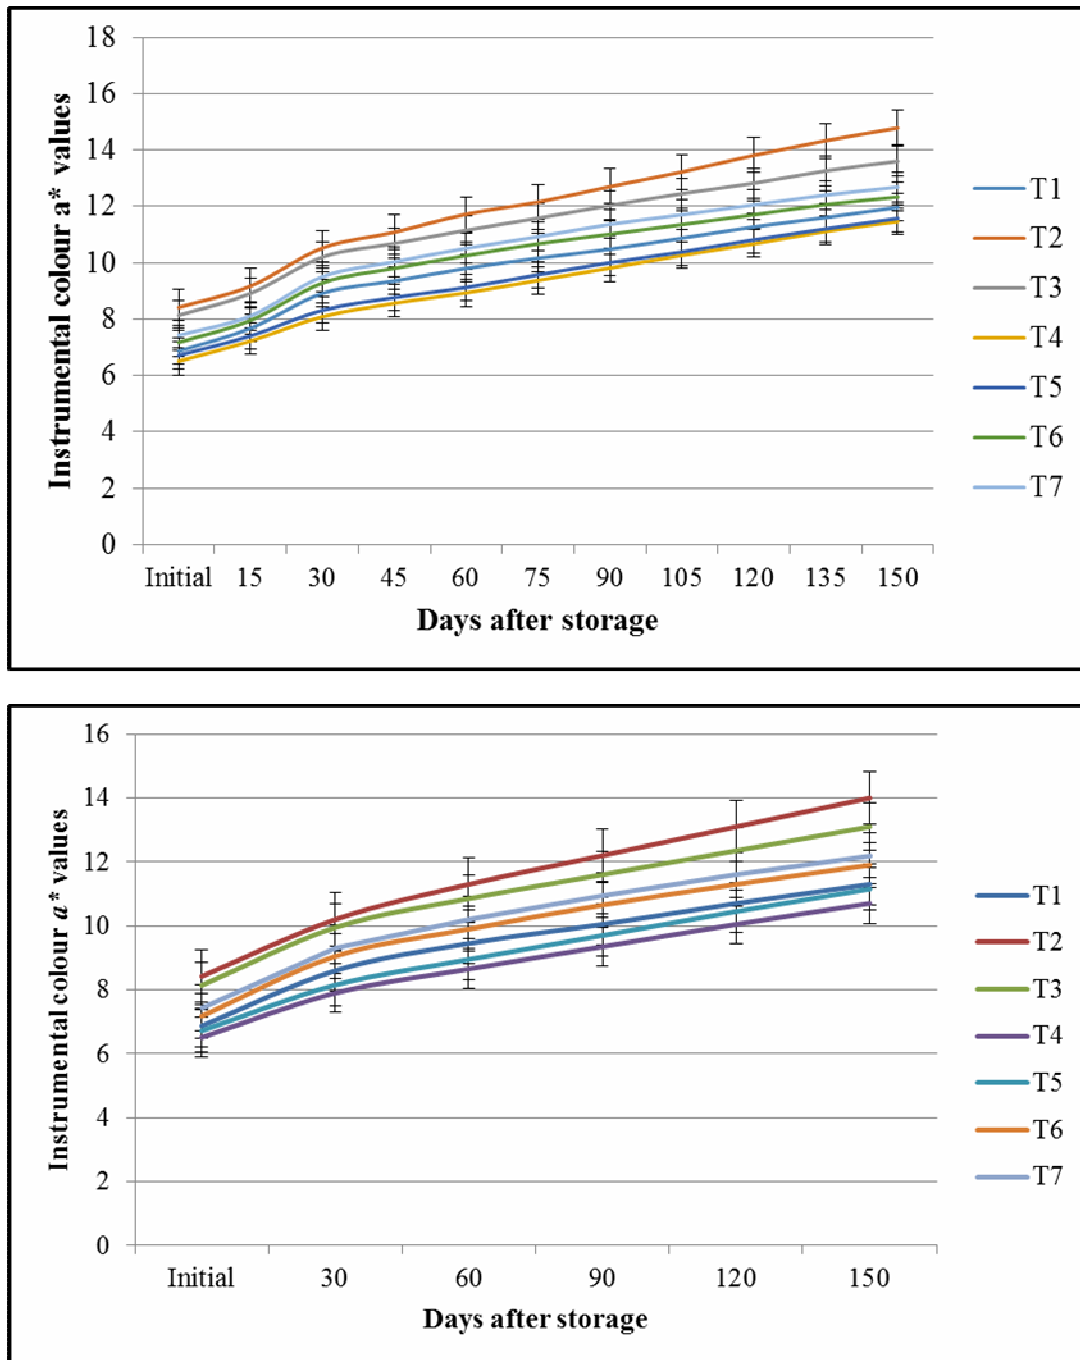 Instrumental colour a* values
18
16
14
12
10
8
6
4
2
0
Initial 15 30 45 60 75 90 105 120 135 150
Days after storage
T1
T2
T3
T4
T5
T6
T7
Instrumental colour a* values
16
14
12
10
8
6
4
2
0
Initial 30 60 90 120 150
Days after storage
T1
T2
T3
T4
T5
T6
T7